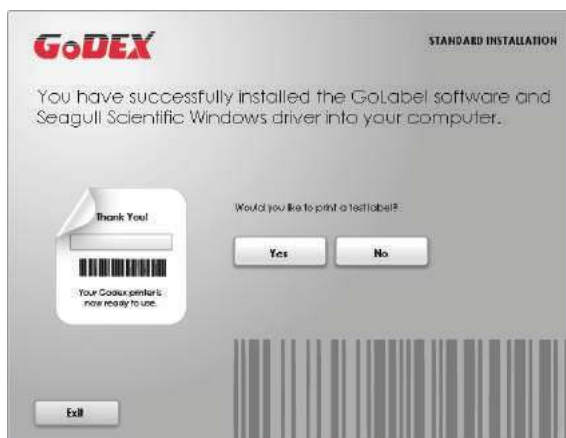 GoDEX
STANDARD INSTALLATION
You have successfully installed the GoLabel software and
Seagull Scientific Windows driver into your computer.
Thank You!
Your Godex printer is
now ready to use.
Would you like to print a test label?
Yes
No
Exit